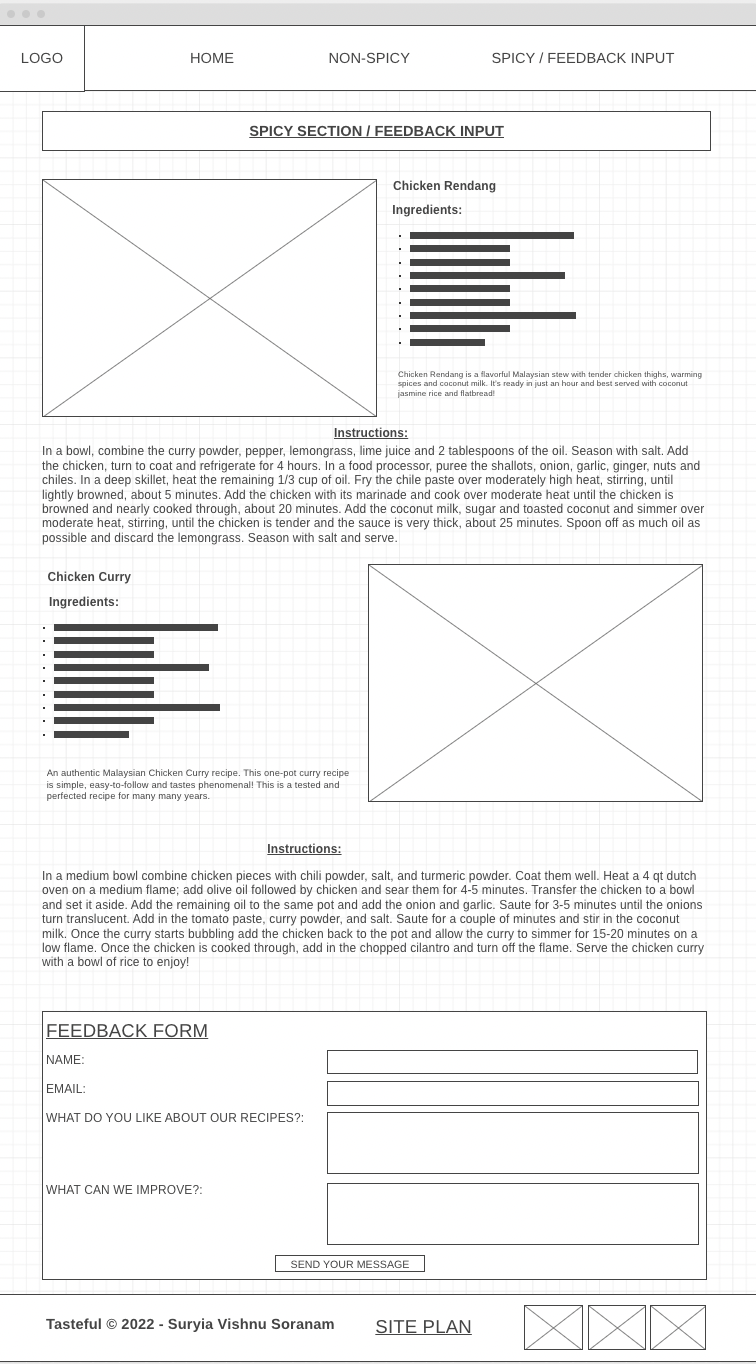 LOGO
HOME
NON-SPICY
SPICY / FEEDBACK INPUT
SPICY SECTION / FEEDBACK INPUT
Chicken Rendang
Ingredients:
Chicken Rendang is a flavorful Malaysian stew with tender chicken thighs, warming
spices and coconut milk. It's ready in just an hour and best served with coconut
jasmine rice and flatbread!
Instructions:
In a bowl, combine the curry powder, pepper, lemongrass, lime juice and 2 tablespoons of the oil. Season with salt. Add
the chicken, turn to coat and refrigerate for 4 hours. In a food processor, puree the shallots, onion, garlic, ginger, nuts and
chiles. In a deep skillet, heat the remaining 1/3 cup of oil. Fry the chile paste over moderately high heat, stirring, until
lightly browned, about 5 minutes. Add the chicken with its marinade and cook over moderate heat until the chicken is
browned and nearly cooked through, about 20 minutes. Add the coconut milk, sugar and toasted coconut and simmer over
moderate heat, stirring, until the chicken is tender and the sauce is very thick, about 25 minutes. Spoon off as much oil as
possible and discard the lemongrass. Season with salt and serve.
Chicken Curry
Ingredients:
An authentic Malaysian Chicken Curry recipe. This one-pot curry recipe
is simple, easy-to-follow and tastes phenomenal! This is a tested and
perfected recipe for many many years.
Instructions:
In a medium bowl combine chicken pieces with chili powder, salt, and turmeric powder. Coat them well. Heat a 4 qt dutch
oven on a medium flame; add olive oil followed by chicken and sear them for 4-5 minutes. Transfer the chicken to a bowl
and set it aside. Add the remaining oil to the same pot and add the onion and garlic. Saute for 3-5 minutes until the onions
turn translucent. Add in the tomato paste, curry powder, and salt. Saute for a couple of minutes and stir in the coconut
milk. Once the curry starts bubbling add the chicken back to the pot and allow the curry to simmer for 15-20 minutes on a
low flame. Once the chicken is cooked through, add in the chopped cilantro and turn off the flame. Serve the chicken curry
with a bowl of rice to enjoy!
FEEDBACK FORM
NAME:
EMAIL:
WHAT DO YOU LIKE ABOUT OUR RECIPES?:
WHAT CAN WE IMPROVE?:
SEND YOUR MESSAGE
Tasteful © 2022 - Suryia Vishnu Soranam
SITE PLAN